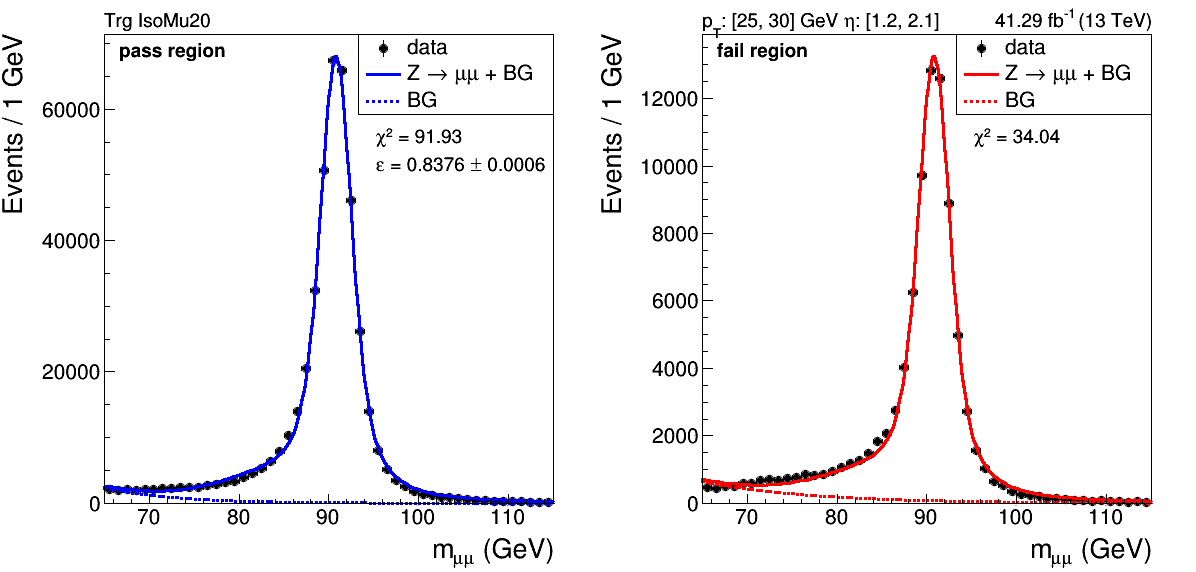 Trg IsoMu20
pass region
data
Z → μμ + BG
BG
χ² = 91.93
ε = 0.8376 ± 0.0006
Events / 1 GeV
60000
40000
20000
0
70 80 90 100 110
m_μμ (GeV)
p_T: [25, 30] GeV η: [1.2, 2.1] 41.29 fb⁻¹ (13 TeV)
fail region
data
Z → μμ + BG
BG
χ² = 34.04
Events / 1 GeV
12000
10000
8000
6000
4000
2000
0
70 80 90 100 110
m_μμ (GeV)